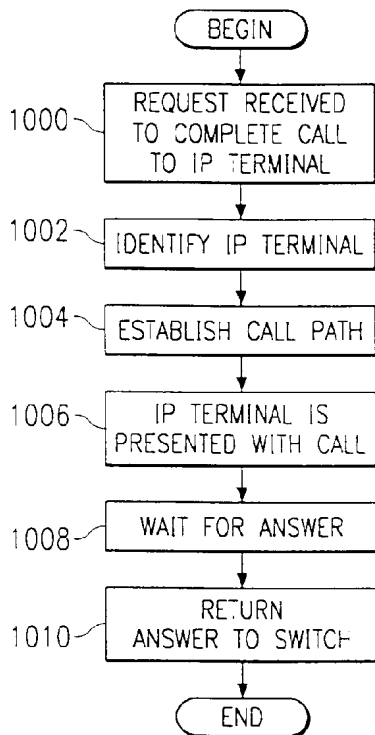 BEGIN
1000
REQUEST RECEIVED
TO COMPLETE CALL
TO IP TERMINAL
1002
IDENTIFY IP TERMINAL
1004
ESTABLISH CALL PATH
1006
IP TERMINAL IS
PRESENTED WITH CALL
1008
WAIT FOR ANSWER
1010
RETURN
ANSWER TO SWITCH
END